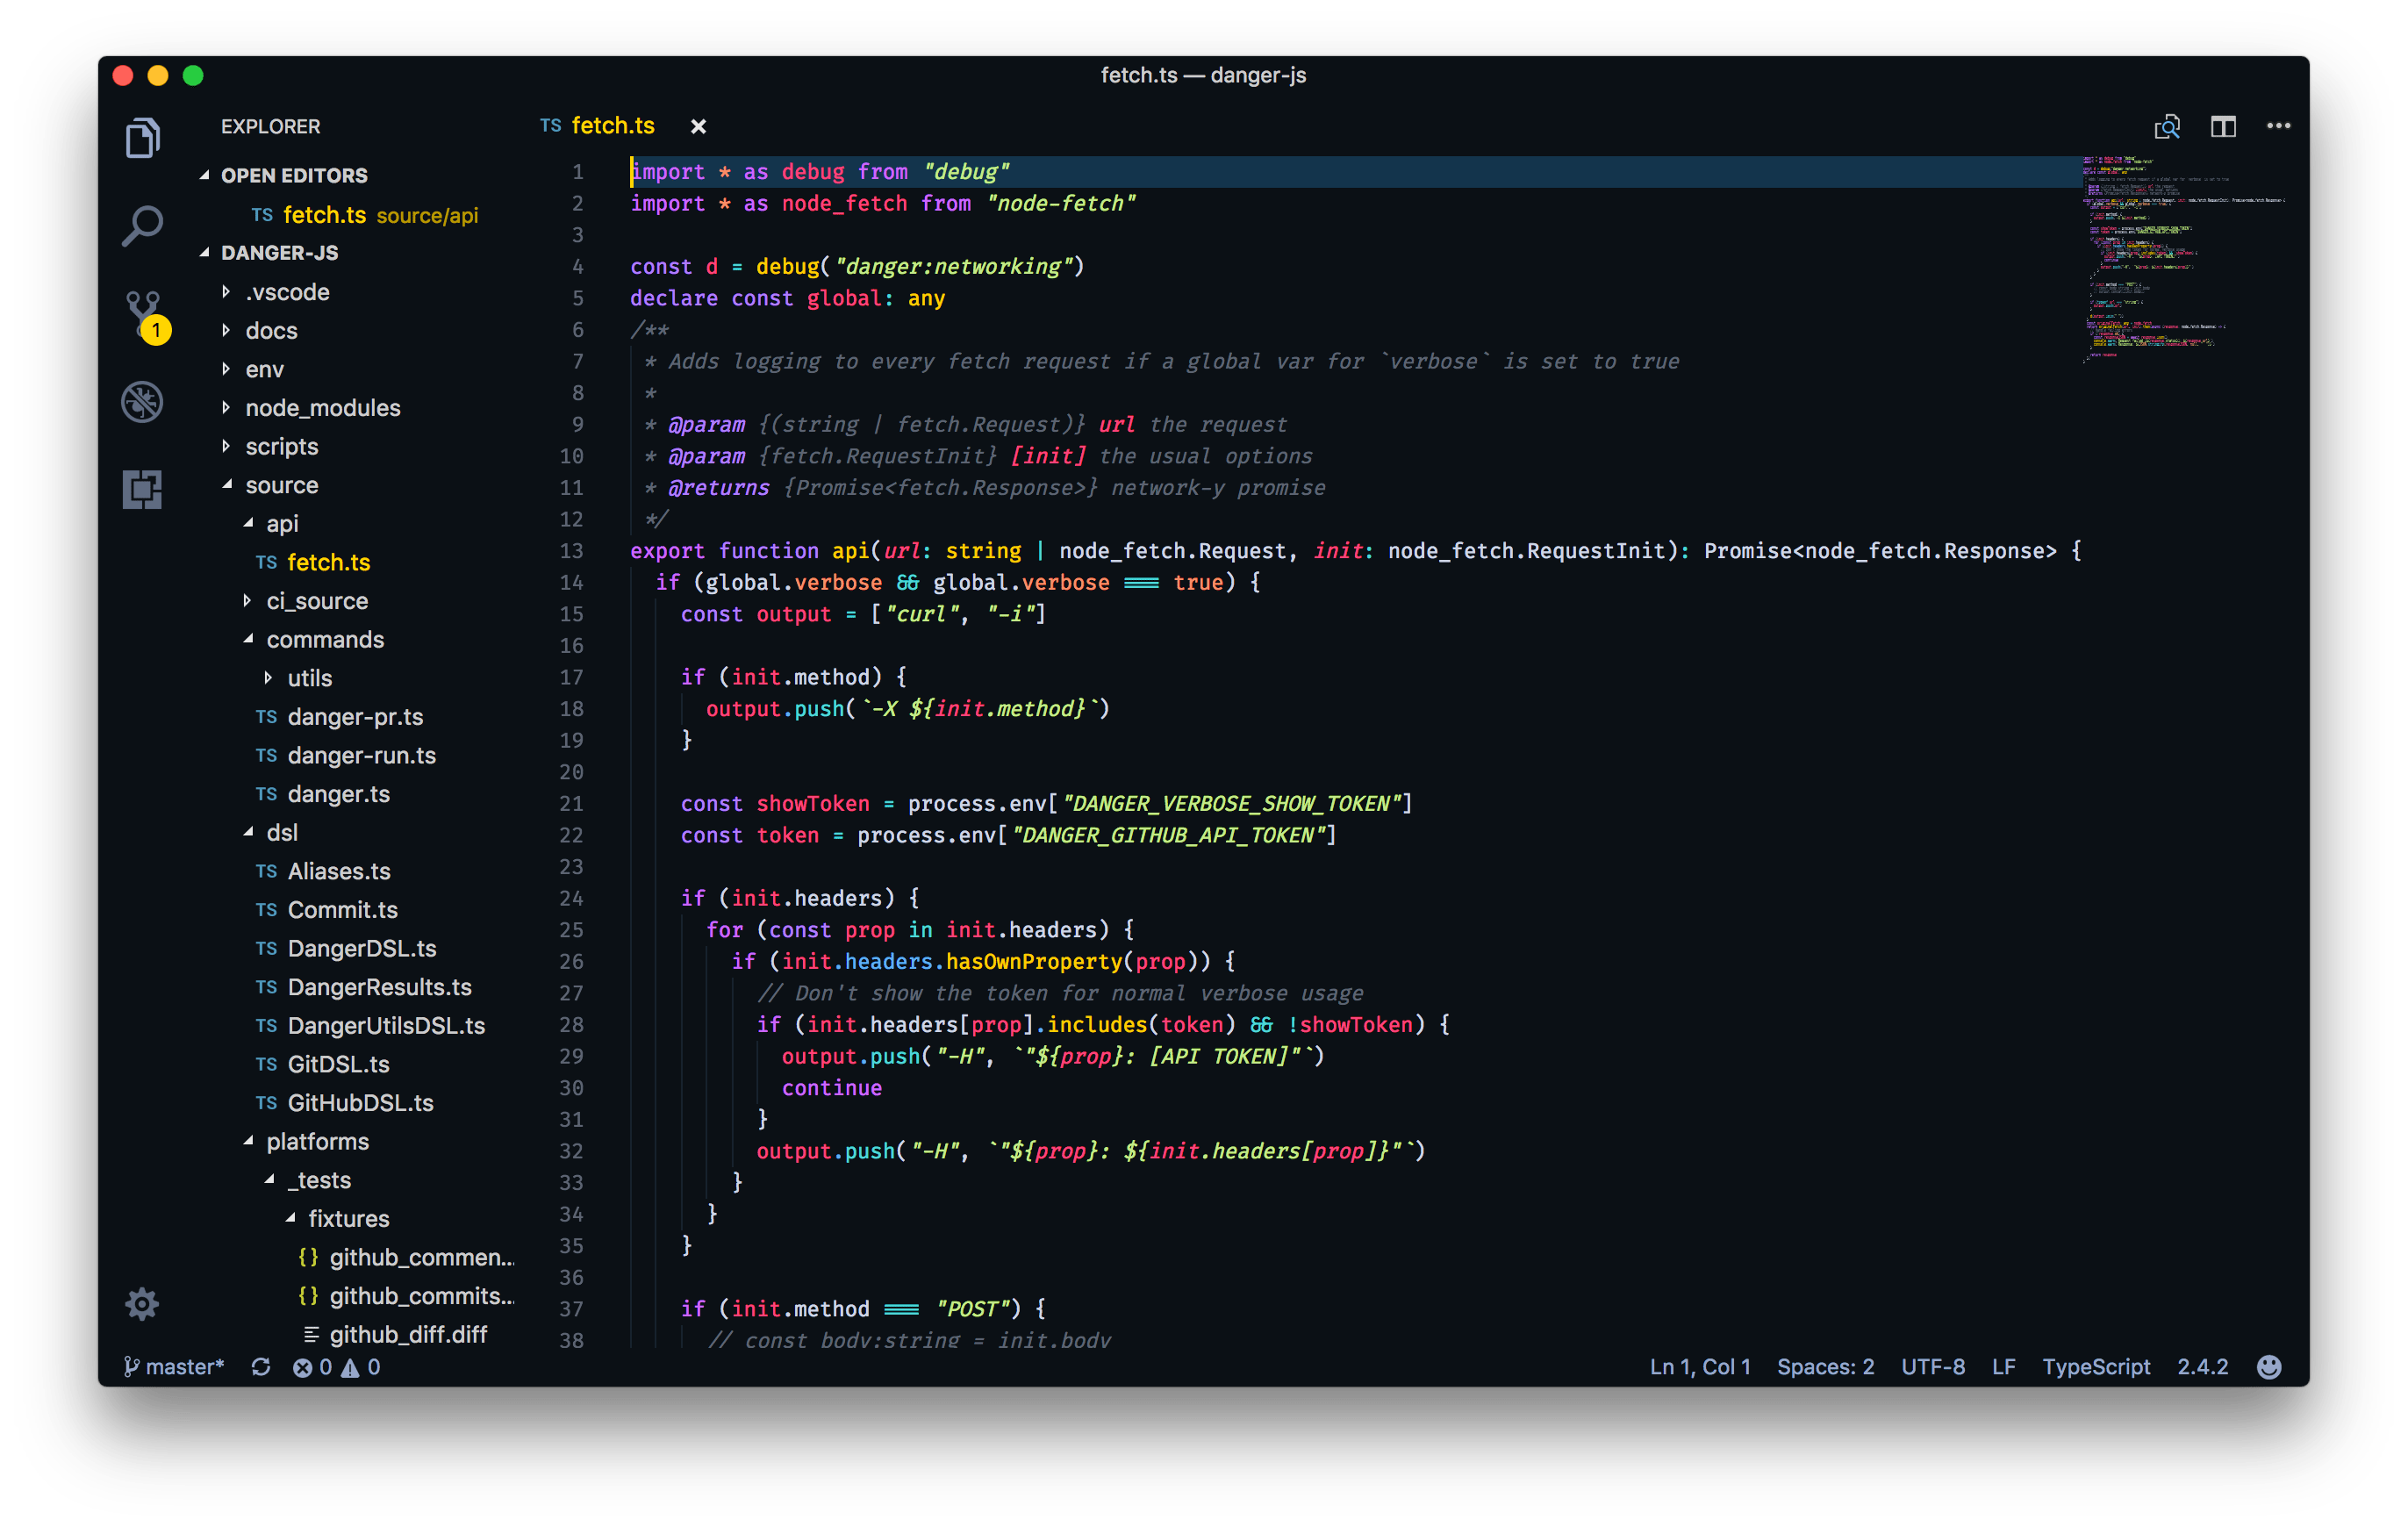 fetch.ts — danger-js
EXPLORER
OPEN EDITORS
TS fetch.ts source/api
DANGER-JS
.vscode
docs
env
node_modules
scripts
source
api
TS fetch.ts
ci_source
commands
utils
TS danger-pr.ts
TS danger-run.ts
TS danger.ts
dsl
TS Aliases.ts
TS Commit.ts
TS DangerDSL.ts
TS DangerResults.ts
TS DangerUtilsDSL.ts
TS GitDSL.ts
TS GitHubDSL.ts
platforms
_tests
fixtures
{} github_commen...
{} github_commits...
github_diff.diff
1
TS fetch.ts ×
1 import * as debug from "debug"
2 import * as node_fetch from "node-fetch"
3
4 const d = debug("danger:networking")
5 declare const global: any
6 /**
7 * Adds logging to every fetch request if a global var for `verbose` is set to true
8 *
9 * @param {(string | fetch.Request)} url the request
10 * @param {fetch.RequestInit} [init] the usual options
11 * @returns {Promise<fetch.Response>} network-y promise
12 */
13 export function api(url: string | node_fetch.Request, init: node_fetch.RequestInit): Promise<node_fetch.Response> {
14 if (global.verbose && global.verbose === true) {
15 const output = ["curl", "-i"]
16
17 if (init.method) {
18 output.push(`-X ${init.method}`)
19 }
20
21 const showToken = process.env["DANGER_VERBOSE_SHOW_TOKEN"]
22 const token = process.env["DANGER_GITHUB_API_TOKEN"]
23
24 if (init.headers) {
25 for (const prop in init.headers) {
26 if (init.headers.hasOwnProperty(prop)) {
27 // Don't show the token for normal verbose usage
28 if (init.headers[prop].includes(token) && !showToken) {
29 output.push("-H", `"${prop}: [API TOKEN]"`)
30 continue
31 }
32 output.push("-H", `"${prop}: ${init.headers[prop]}"`)
33 }
34 }
35 }
36
37 if (init.method === "POST") {
38 // const body:string = init.body
master* 0 0
Ln 1, Col 1 Spaces: 2 UTF-8 LF TypeScript 2.4.2